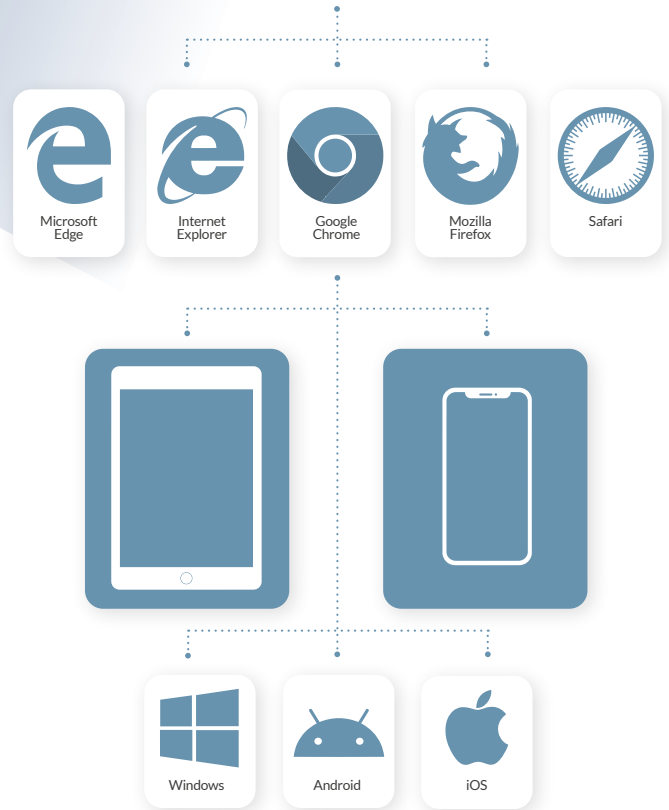 Microsoft
Edge
Internet
Explorer
Google
Chrome
Mozilla
Firefox
Safari
Windows
Android
iOS